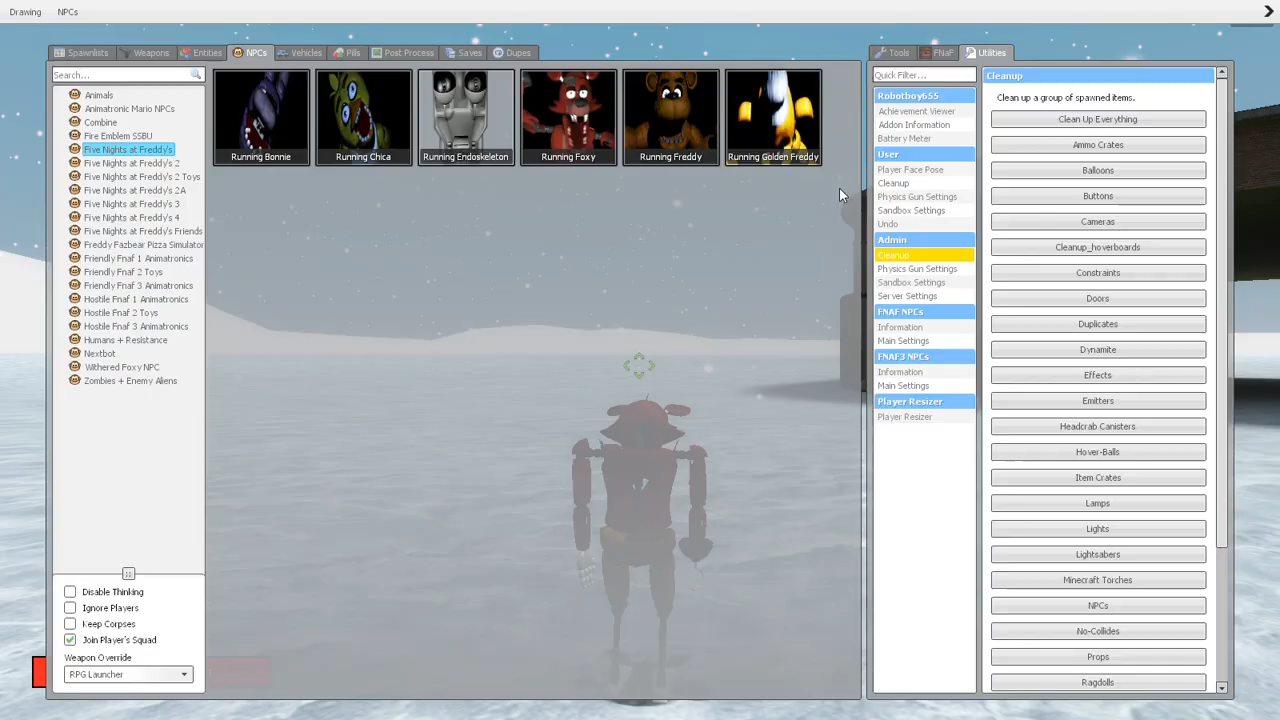 Drawing
NPCs
Spawnlists
Weapons
Entities
NPCs
Vehicles
Pills
Post Process
Saves
Dupes
Search...
Animals
Animatronic Mario NPCs
Combine
Fire Emblem SSBU
Five Nights at Freddy's
Five Nights at Freddy's 2
Five Nights at Freddy's 2 Toys
Five Nights at Freddy's 2A
Five Nights at Freddy's 3
Five Nights at Freddy's 4
Five Nights at Freddy's Friends
Freddy Fazbear Pizza Simulator
Friendly Fnaf 1 Animatronics
Friendly Fnaf 2 Toys
Friendly Fnaf 3 Animatronics
Hostile Fnaf 1 Animatronics
Hostile Fnaf 2 Toys
Hostile Fnaf 3 Animatronics
Humans + Resistance
Nextbot
Withered Foxy NPC
Zombies + Enemy Aliens
Disable Thinking
Ignore Players
Keep Corpses
Join Player's Squad
Weapon Override
RPG Launcher
Running Bonnie
Running Chica
Running Endoskeleton
Running Foxy
Running Freddy
Running Golden Freddy
Tools
FNaF
Utilities
Quick Filter...
Robotboy655
Achievement Viewer
Addon Information
Battery Meter
User
Player Face Pose
Cleanup
Physics Gun Settings
Sandbox Settings
Undo
Admin
Cleanup
Physics Gun Settings
Sandbox Settings
Server Settings
FNAF NPCs
Information
Main Settings
FNAF3 NPCs
Information
Main Settings
Player Resizer
Player Resizer
Cleanup
Clean up a group of spawned items.
Clean Up Everything
Ammo Crates
Balloons
Buttons
Cameras
Cleanup_hoverboards
Constraints
Doors
Duplicates
Dynamite
Effects
Emitters
Headcrab Canisters
Hover-Balls
Item Crates
Lamps
Lights
Lightsabers
Minecraft Torches
NPCs
No-Collides
Props
Ragdolls